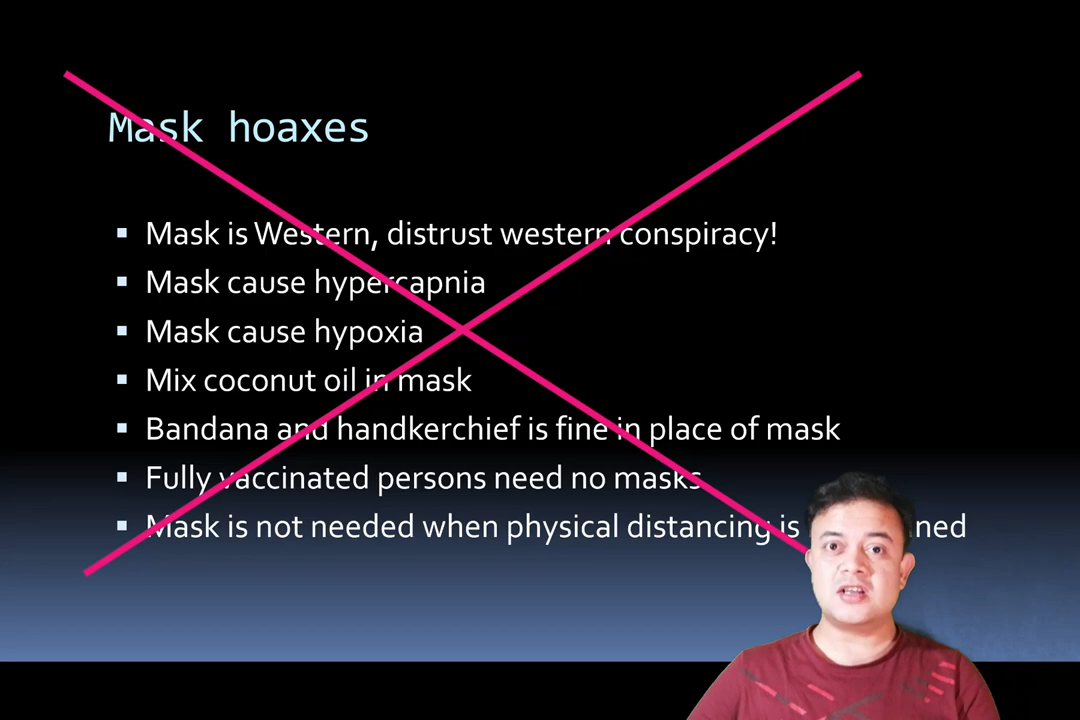 Mask hoaxes
Mask is Western, distrust western conspiracy!
Mask cause hypercapnia
Mask cause hypoxia
Mix coconut oil in mask
Bandana and handkerchief is fine in place of mask
Fully vaccinated persons need no masks
Mask is not needed when physical distancing is